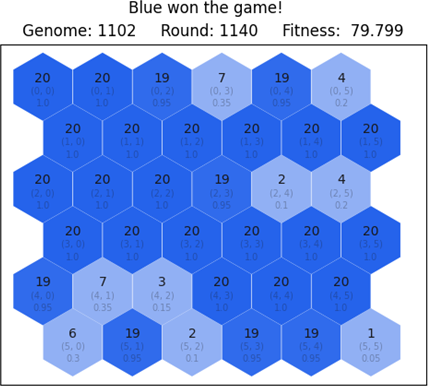 Blue won the game!
Genome: 1102 Round: 1140 Fitness: 79.799
20 20 19 7 19 4
(0, 0) (0, 1) (0, 2) (0, 3) (0, 4) (0, 5)
1.0 1.0 0.95 0.35 0.95 0.2
20 20 20 20 20 20
(1, 0) (1, 1) (1, 2) (1, 3) (1, 4) (1, 5)
1.0 1.0 1.0 1.0 1.0 1.0
20 20 20 19 2 4
(2, 0) (2, 1) (2, 2) (2, 3) (2, 4) (2, 5)
1.0 1.0 1.0 0.95 0.1 0.2
20 20 20 20 20 20
(3, 0) (3, 1) (3, 2) (3, 3) (3, 4) (3, 5)
1.0 1.0 1.0 1.0 1.0 1.0
19 7 3 20 20 20
(4, 0) (4, 1) (4, 2) (4, 3) (4, 4) (4, 5)
0.95 0.35 0.15 1.0 1.0 1.0
6 19 2 19 19 1
(5, 0) (5, 1) (5, 2) (5, 3) (5, 4) (5, 5)
0.3 0.95 0.1 0.95 0.95 0.05